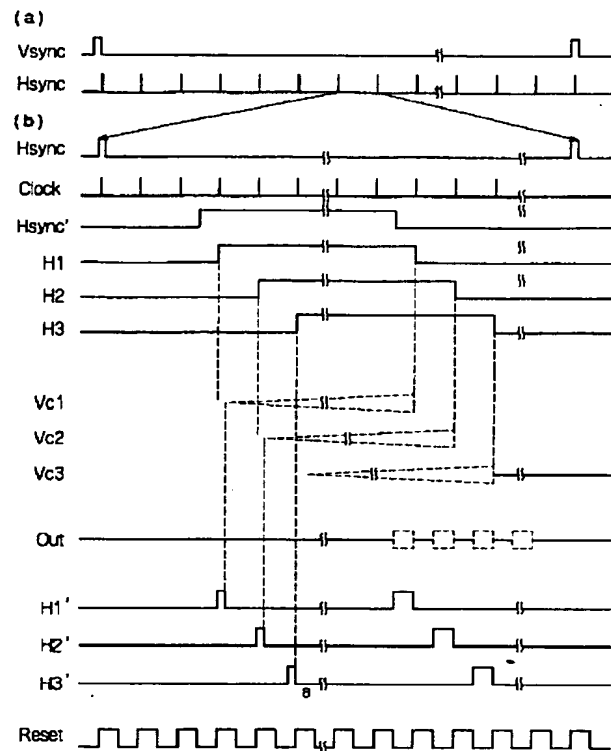 (a)
Vsync
Hsync
(b)
Hsync
Clock
Hsync'
H1
H2
H3
Vc1
Vc2
Vc3
Out
H1'
H2'
H3'
a
Reset